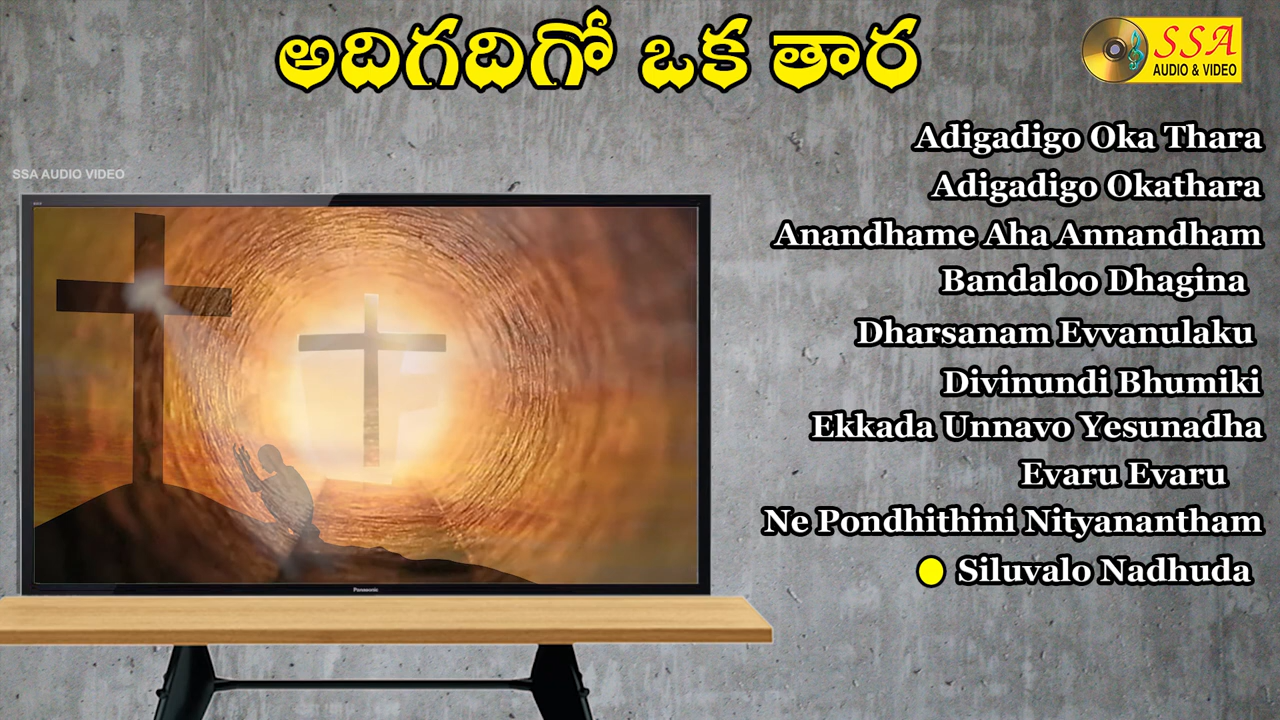 అదిగదిగో ఒక తార
SSA
AUDIO & VIDEO
Adigadigo Oka Thara
SSA AUDIO VIDEO
Adigadigo Okathara
Anandhame Aha Annandham
Bandaloo Dhagina
Dharsanam Evvanulaku
Divinundi Bhumiki
Ekkada Unnavo Yesunadha
Evaru Evaru
Ne Pondhithini Nityanantham
Siluvalo Nadhuda
Panasonic